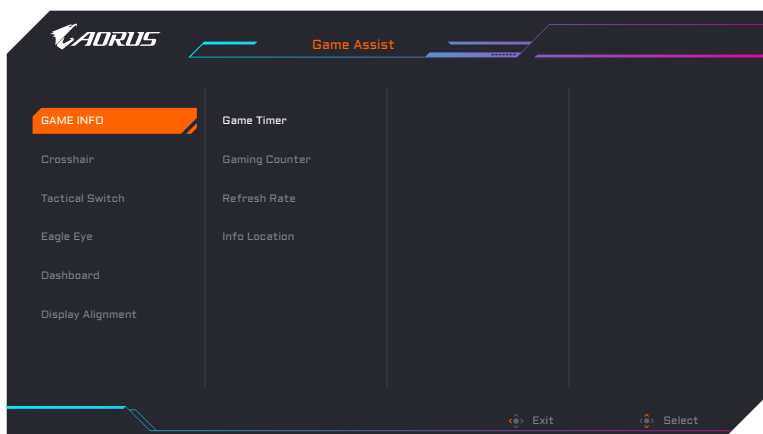 AORUS
Game Assist
GAME INFO
Crosshair
Tactical Switch
Eagle Eye
Dashboard
Display Alignment
Game Timer
Gaming Counter
Refresh Rate
Info Location
Exit
Select